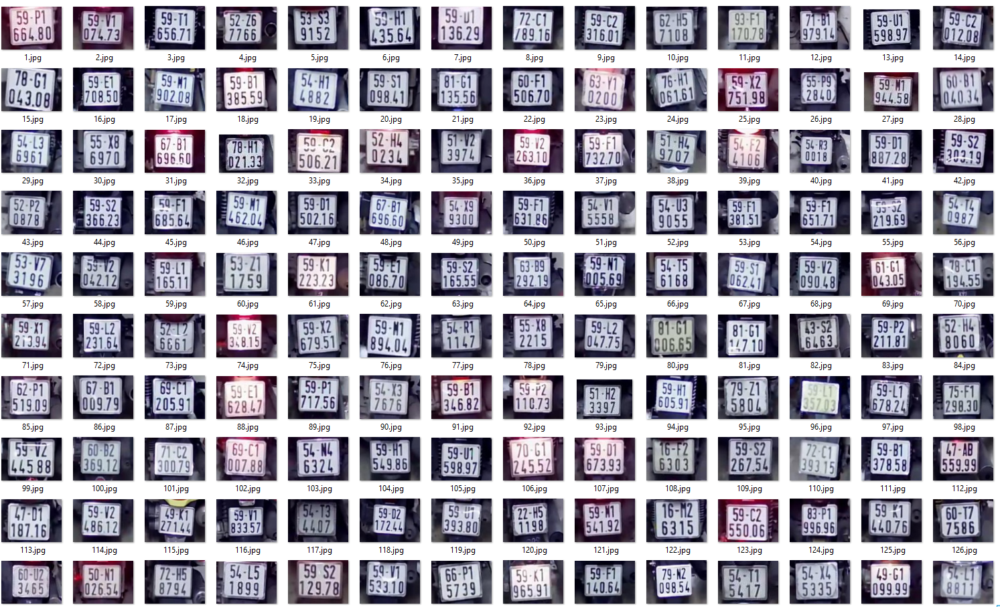 59-P1 59-V1 59-T1 52-Z6 53-S3 59-H1 59-U1 72-C1 59-C2 62-H5 93-F1 71-B1 59-U1 59-C2
664.80 074.73 656.71 7766 9152 435.64 136.29 789.16 316.01 7108 170.78 979.14 598.97 012.08
1.jpg 2.jpg 3.jpg 4.jpg 5.jpg 6.jpg 7.jpg 8.jpg 9.jpg 10.jpg 11.jpg 12.jpg 13.jpg 14.jpg
78-G1 59-E1 59-M1 59-B1 54-H1 59-S1 81-G1 60-F1 63-Y1 76-H1 59-X2 55-P9 59-M1 60-B1
043.08 708.50 902.08 385.59 4882 098.41 135.56 506.70 0200 061.61 751.98 2840 944.58 040.34
15.jpg 16.jpg 17.jpg 18.jpg 19.jpg 20.jpg 21.jpg 22.jpg 23.jpg 24.jpg 25.jpg 26.jpg 27.jpg 28.jpg
54-L3 55-X8 67-B1 78-H1 59-C2 52-H4 51-V2 59-V2 59-F1 51-H4 54-F2 54-R3 59-D1 59-S2
6961 6970 696.60 021.33 506.21 0234 3974 263.10 732.70 9707 4106 0018 887.28
29.jpg 30.jpg 31.jpg 32.jpg 33.jpg 34.jpg 35.jpg 36.jpg 37.jpg 38.jpg 39.jpg 40.jpg 41.jpg 42.jpg
52-P2 59-S2 59-F1 59-M1 59-D1 67-B1 54-X9 59-F1 54-V1 54-U3 59-F1 59-F1 59-S2 54-T4
0878 366.23 685.64 462.04 502.16 696.60 9300 631.86 5558 9055 381.51 651.71 219.69 0987
43.jpg 44.jpg 45.jpg 46.jpg 47.jpg 48.jpg 49.jpg 50.jpg 51.jpg 52.jpg 53.jpg 54.jpg 55.jpg 56.jpg
53-V7 59-V2 59-L1 53-Z1 59-K1 59-E1 59-S2 63-B9 59-N1 54-T5 59-S1 59-V2 61-G1 78-C1
3196 042.12 165.11 1759 223.23 086.70 165.55 292.19 005.69 6168 062.41 090.48 043.05 194.55
57.jpg 58.jpg 59.jpg 60.jpg 61.jpg 62.jpg 63.jpg 64.jpg 65.jpg 66.jpg 67.jpg 68.jpg 69.jpg 70.jpg
59-X1 59-L2 52-L2 59-V2 59-X2 59-M1 54-R1 55-X8 59-L2 81-G1 81-G1 43-S2 59-P2 52-H4
213.94 231.64 6661 348.15 679.51 894.04 1147 2215 047.75 006.65 147.10 6463 211.81 8060
71.jpg 72.jpg 73.jpg 74.jpg 75.jpg 76.jpg 77.jpg 78.jpg 79.jpg 80.jpg 81.jpg 82.jpg 83.jpg 84.jpg
62-P1 67-B1 69-C1 59-E1 59-P1 54-X3 59-B1 59-P2 51-H2 59-H1 79-Z1 59-L1 59-L1 75-F1
519.09 009.79 205.91 628.47 717.56 7676 346.82 110.73 3397 605.91 5804 357.03 678.24 298.30
85.jpg 86.jpg 87.jpg 88.jpg 89.jpg 90.jpg 91.jpg 92.jpg 93.jpg 94.jpg 95.jpg 96.jpg 97.jpg 98.jpg
59-V2 60-B2 71-C2 69-C1 54-N4 59-H1 59-U1 70-G1 59-D1 16-F2 59-S2 72-C1 59-B1 47-AB
445.88 369.12 300.79 007.88 6324 549.86 598.97 245.52 673.93 6303 267.54 393.15 378.58 559.99
99.jpg 100.jpg 101.jpg 102.jpg 103.jpg 104.jpg 105.jpg 106.jpg 107.jpg 108.jpg 109.jpg 110.jpg 111.jpg 112.jpg
47-D1 59-V2 49-K1 59-V1 54-T3 59-D2 59-U1 22-H5 59-M1 16-M2 59-C2 83-P1 59 K1 60-T7
187.16 486.12 271.44 833.57 4407 172.44 393.80 1198 541.92 6315 550.06 996.96 440.76 7586
113.jpg 114.jpg 115.jpg 116.jpg 117.jpg 118.jpg 119.jpg 120.jpg 121.jpg 122.jpg 123.jpg 124.jpg 125.jpg 126.jpg
60-U2 50-N1 72-H5 54-L5 59 S2 59-V1 66-P1 59-K1 59-F1 79-N2 54-T1 54-X4 49-G1 54-L1
3465 026.54 8794 1899 129.78 533.10 5739 965.91 140.64 098.54 5417 5335 099.99 8811